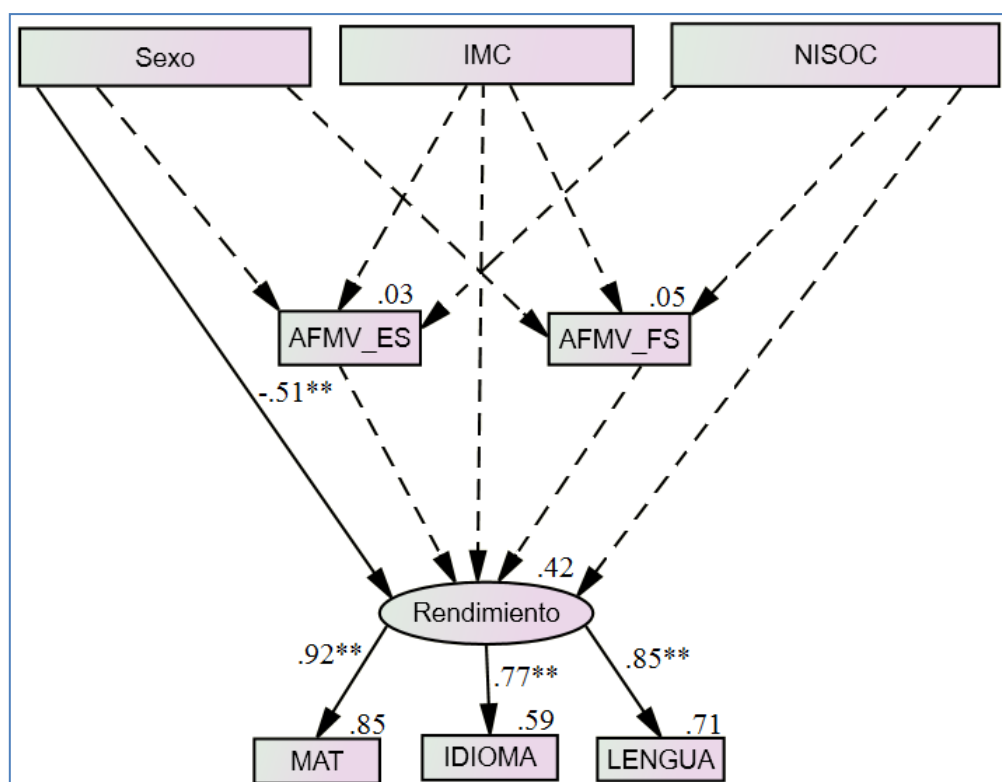 Sexo
IMC
NISOC
.03
.05
AFMV_ES
AFMV_FS
-.51**
.42
Rendimiento
.92**
.77**
.85**
.85
.59
.71
MAT
IDIOMA
LENGUA